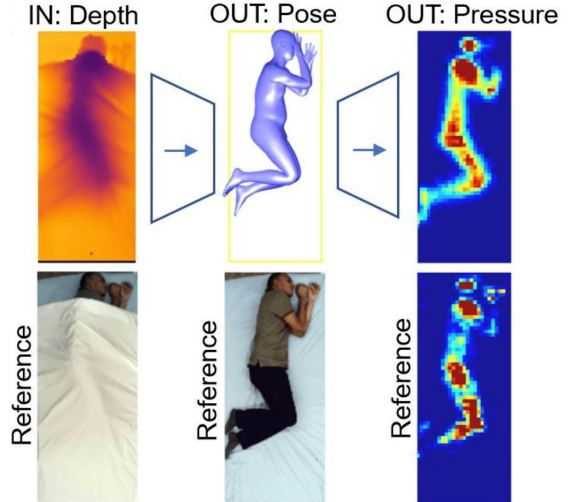 IN: Depth
OUT: Pose
OUT: Pressure
Reference
Reference
Reference